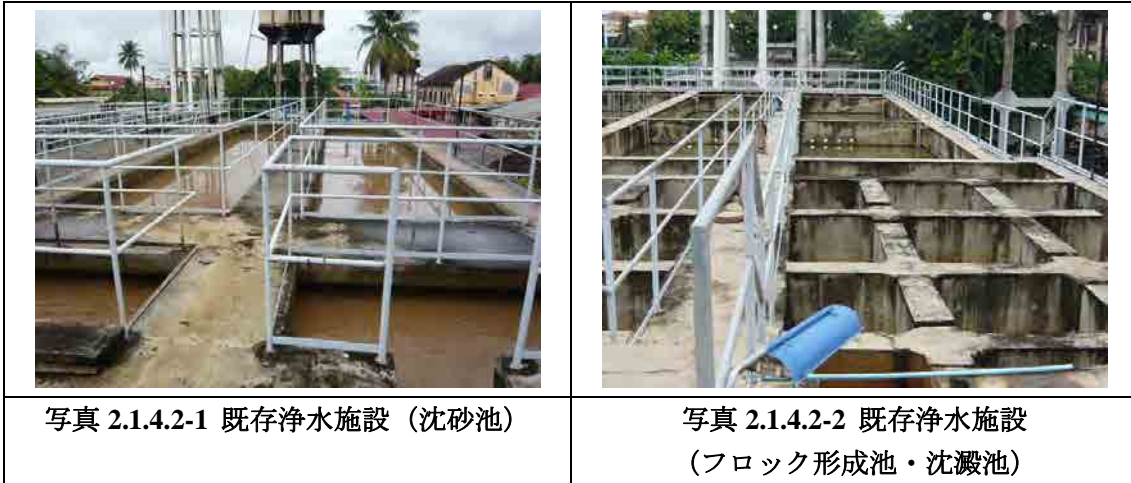 写真 2.1.4.2-1 既存浄水施設(沈砂池)
写真 2.1.4.2-2 既存浄水施設
(フロック形成池・沈澱池)